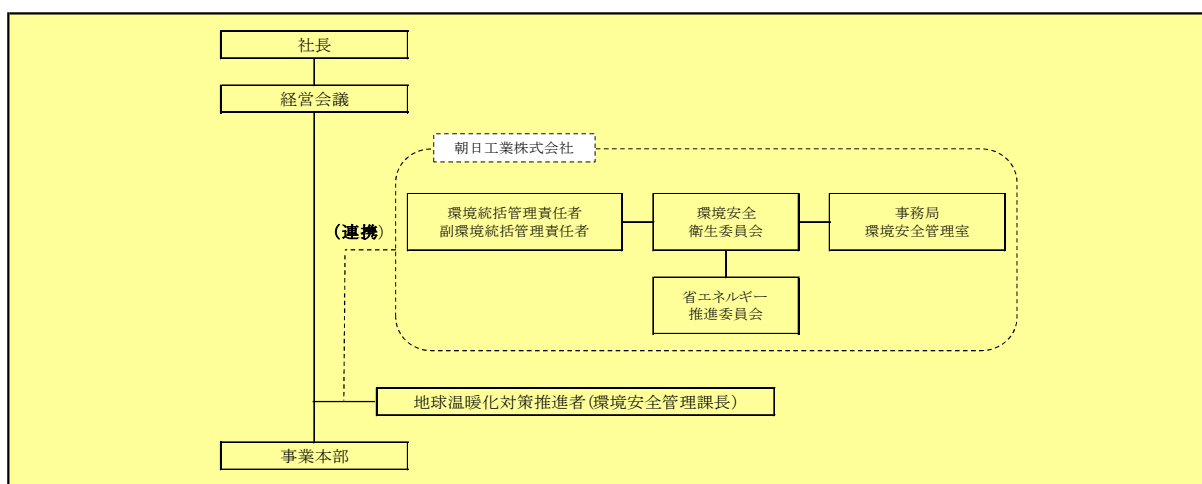 社長
経営会議
朝日工業株式会社
環境統括管理責任者
副環境統括管理責任者
環境安全
衛生委員会
事務局
環境安全管理室
（連携）
省エネルギー
推進委員会
地球温暖化対策推進者(環境安全管理課長)
事業本部